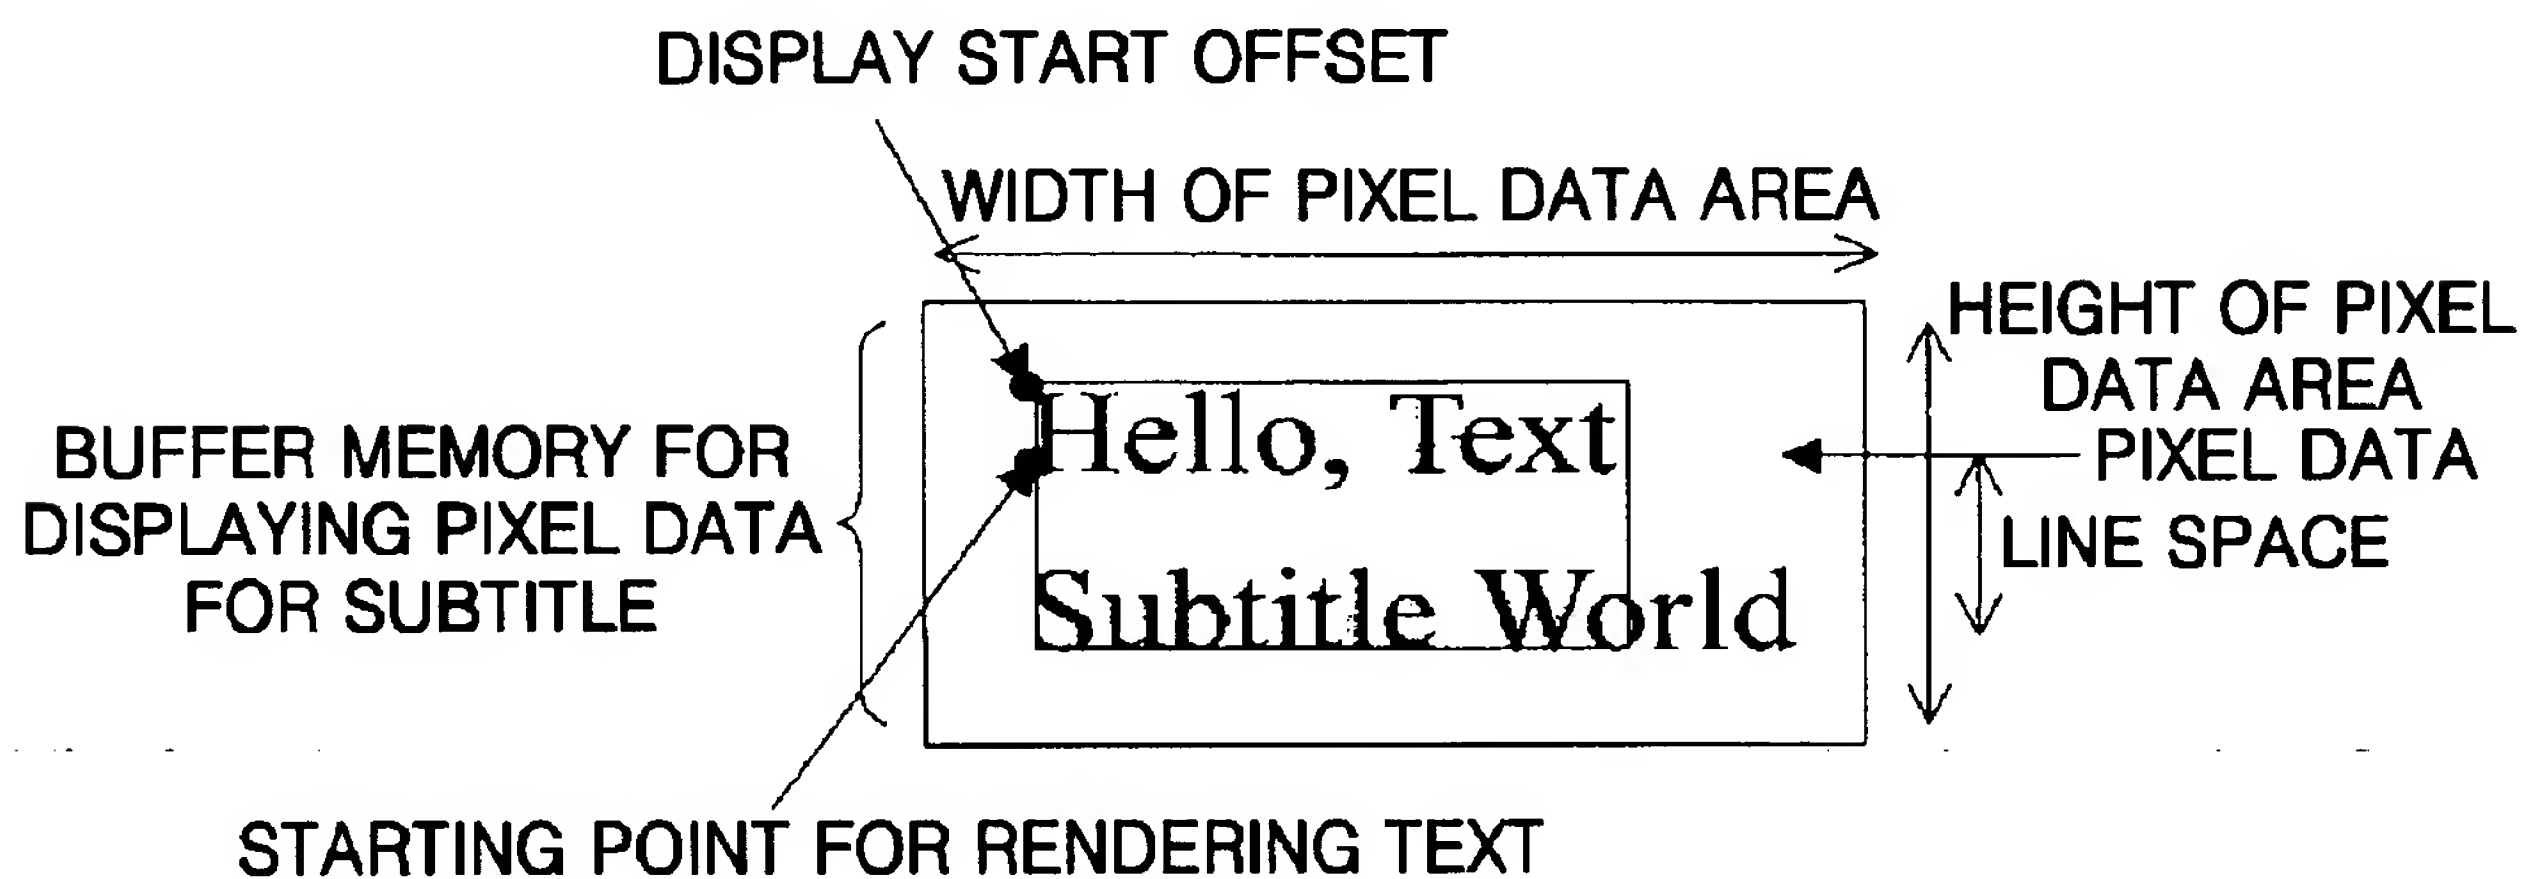 DISPLAY START OFFSET
WIDTH OF PIXEL DATA AREA
HEIGHT OF PIXEL
DATA AREA
PIXEL DATA
LINE SPACE
BUFFER MEMORY FOR
DISPLAYING PIXEL DATA
FOR SUBTITLE
Hello, Text
Subtitle World
STARTING POINT FOR RENDERING TEXT